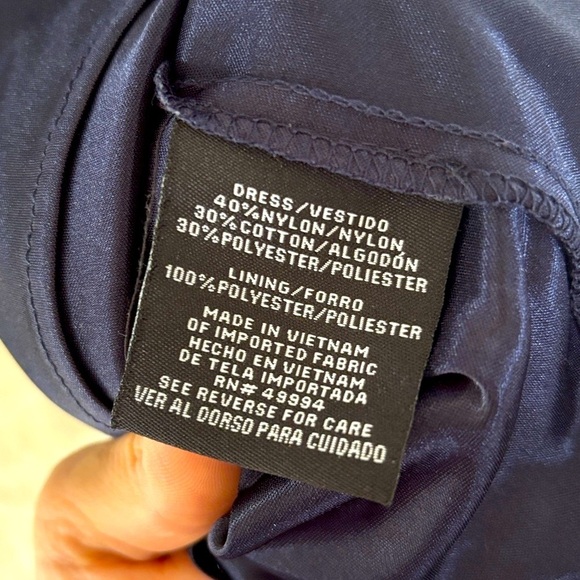 DRESS/VESTIDO
40%NYLON/NYLON
30%COTTON/ALGODÓN
30%POLYESTER/POLIESTER
LINING/FORRO
100%POLYESTER/POLIESTER
MADE IN VIETNAM
OF IMPORTED FABRIC
HECHO EN VIETNAM
DE TELA IMPORTADA
RN# 49994
SEE REVERSE FOR CARE
VER AL DORSO PARA CUIDADO